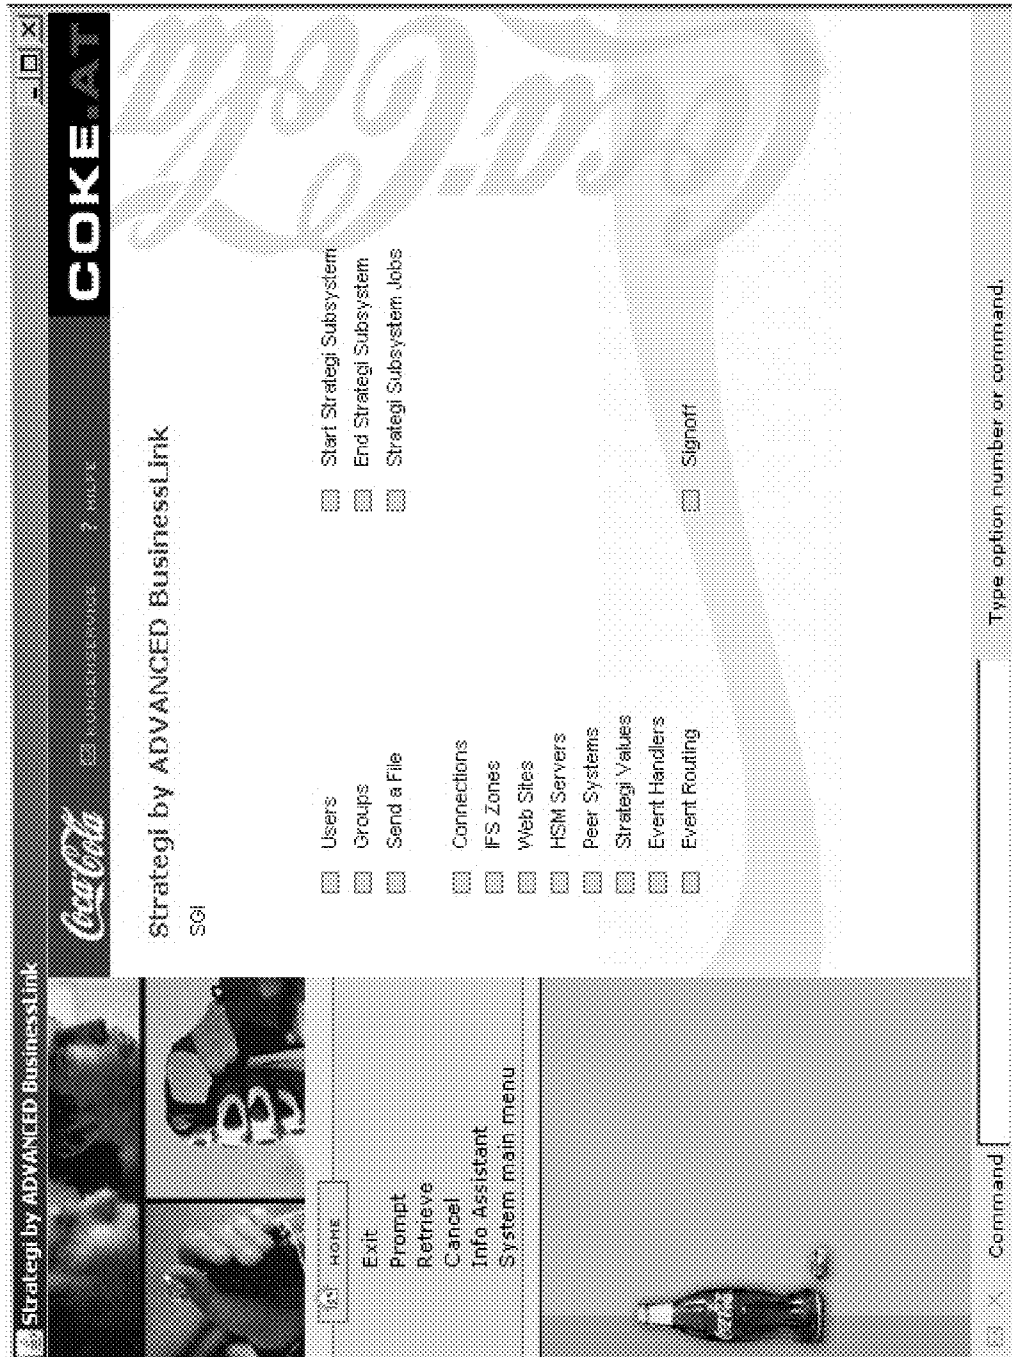 Strategi by ADVANCED BusinessLink
Coca-Cola
COKE.AT
HOME
Exit
Prompt
Retrieve
Cancel
Info Assistant
System main menu
Strategi by ADVANCED BusinessLink
SGI
Users
Groups
Send a File
Connections
IFS Zones
Web Sites
HSM Servers
Peer Systems
Strategi Values
Event Handlers
Event Routing
Start Strategi Subsystem
End Strategi Subsystem
Strategi Subsystem Jobs
Signoff
Command
Type option number or command.